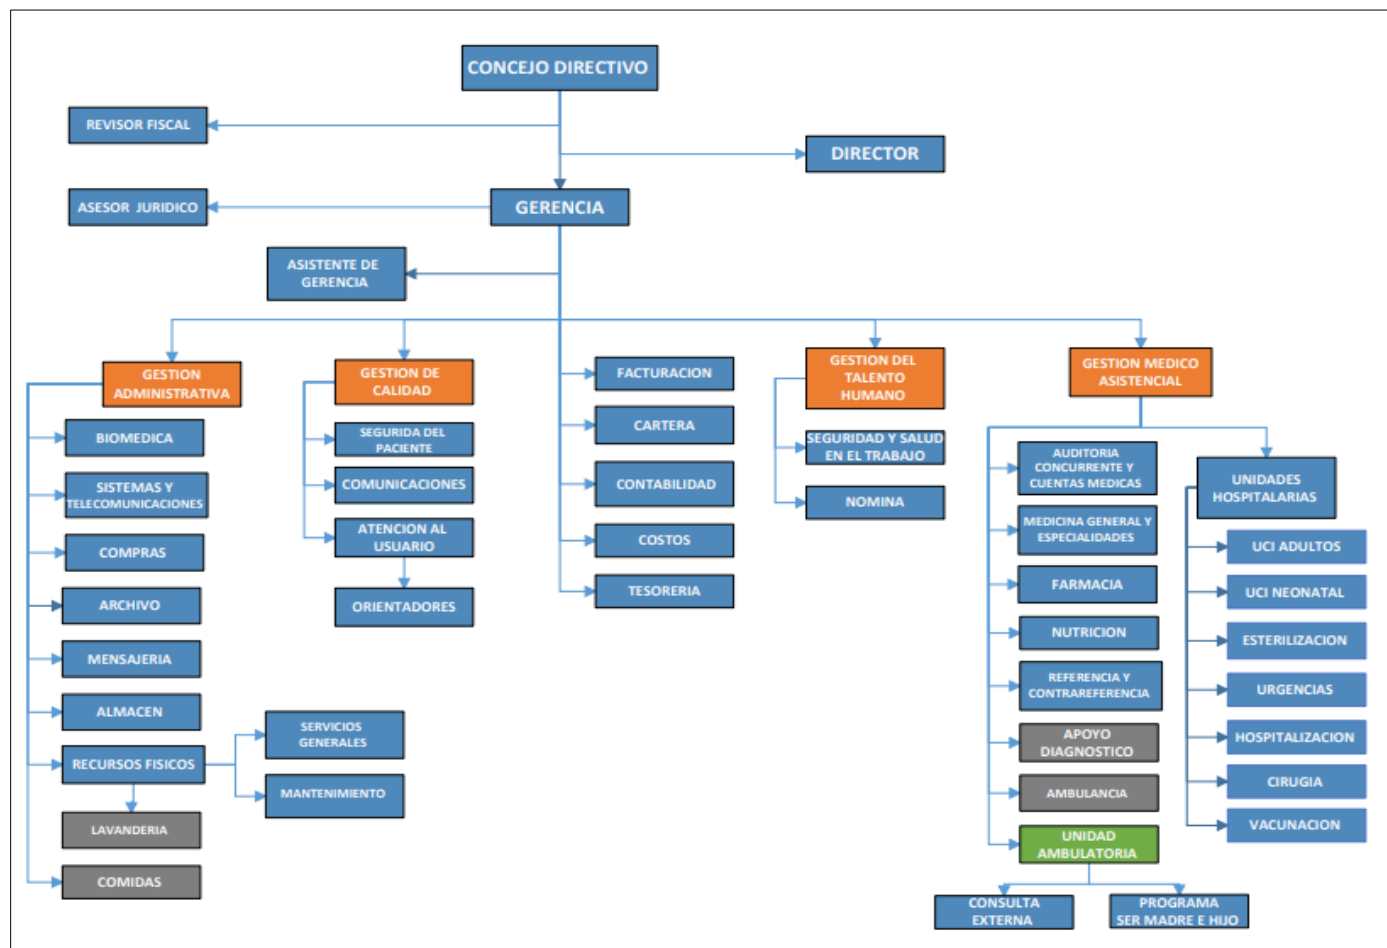 CONCEJO DIRECTIVO
REVISOR FISCAL
DIRECTOR
ASESOR JURIDICO
GERENCIA
ASISTENTE DE
GERENCIA
GESTION
ADMINISTRATIVA
BIOMEDICA
SISTEMAS Y
TELECOMUNICACIONES
COMPRAS
ARCHIVO
MENSAJERIA
ALMACEN
RECURSOS FISICOS
SERVICIOS
GENERALES
MANTENIMIENTO
LAVANDERIA
COMIDAS
GESTION DE
CALIDAD
SEGURIDA DEL
PACIENTE
COMUNICACIONES
ATENCION AL
USUARIO
ORIENTADORES
FACTURACION
CARTERA
CONTABILIDAD
COSTOS
TESORERIA
GESTION DEL
TALENTO
HUMANO
SEGURIDAD Y SALUD
EN EL TRABAJO
NOMINA
GESTION MEDICO
ASISTENCIAL
AUDITORIA
CONCURRENTE Y
CUENTAS MEDICAS
MEDICINA GENERAL Y
ESPECIALIDADES
FARMACIA
NUTRICION
REFERENCIA Y
CONTRAREFERENCIA
APOYO
DIAGNOSTICO
AMBULANCIA
UNIDAD
AMBULATORIA
CONSULTA
EXTERNA
PROGRAMA
SER MADRE E HIJO
UNIDADES
HOSPITALARIAS
UCI ADULTOS
UCI NEONATAL
ESTERILIZACION
URGENCIAS
HOSPITALIZACION
CIRUGIA
VACUNACION